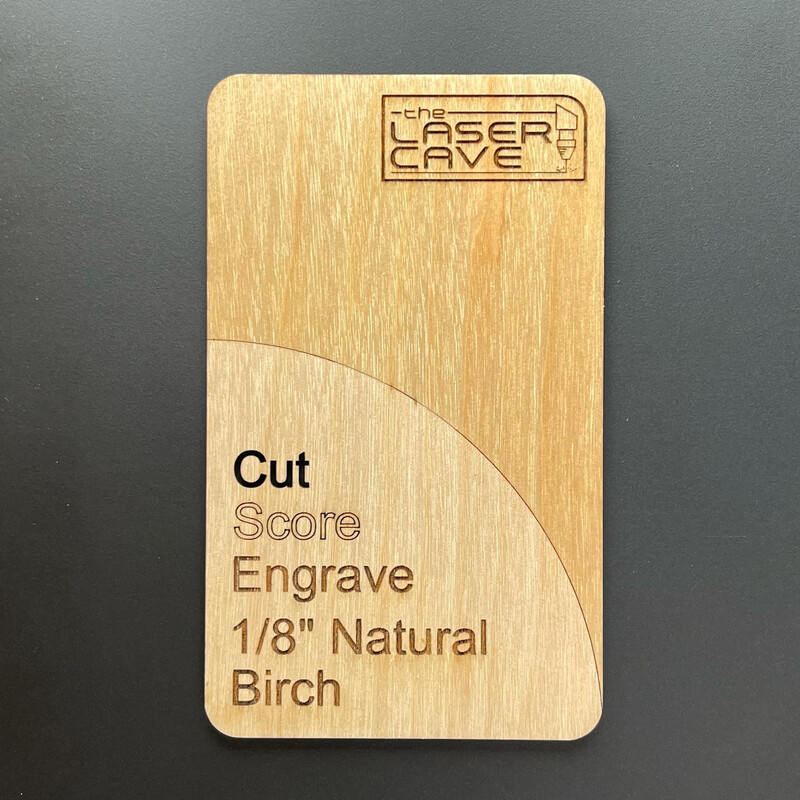 the
LASER
CAVE
Cut
Score
Engrave
1/8" Natural
Birch